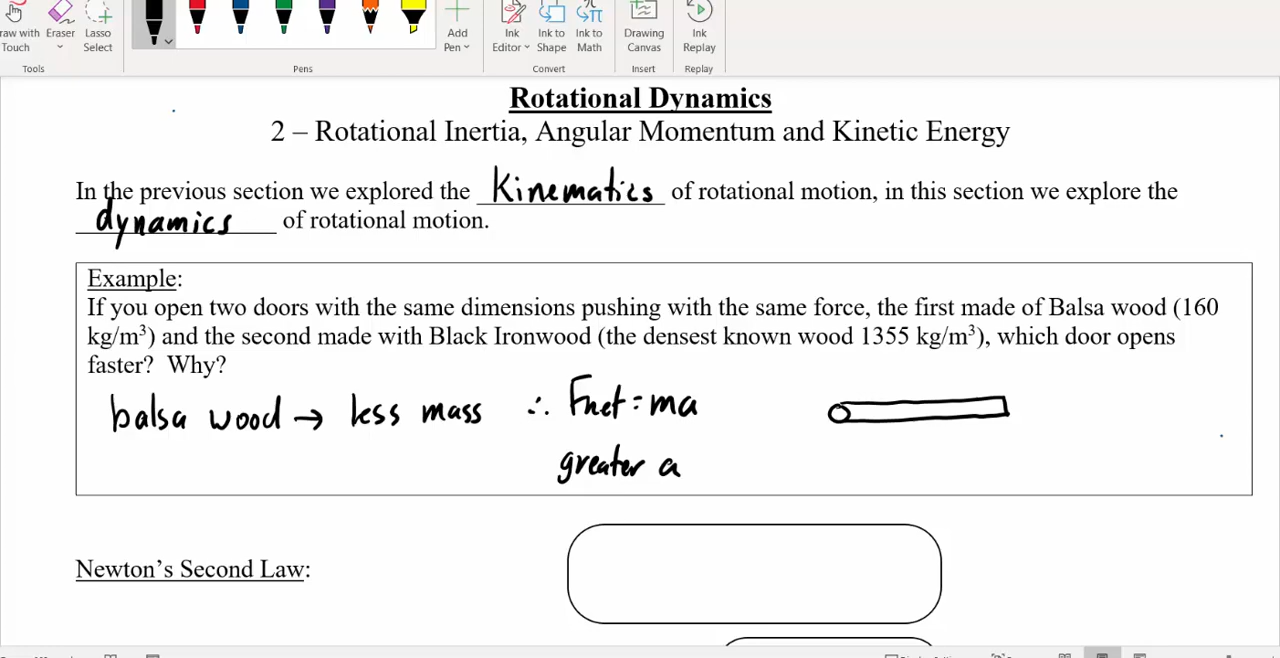 raw with Touch
Eraser
Lasso Select
Add Pen
Ink Editor
Ink to Shape
Ink to Math
Drawing Canvas
Ink Replay
Tools
Pens
Convert
Insert
Replay
Rotational Dynamics
2 – Rotational Inertia, Angular Momentum and Kinetic Energy
In the previous section we explored the Kinematics of rotational motion, in this section we explore the
dynamics of rotational motion.
Example:
If you open two doors with the same dimensions pushing with the same force, the first made of Balsa wood (160
kg/m³) and the second made with Black Ironwood (the densest known wood 1355 kg/m³), which door opens
faster? Why?
balsa wood → less mass ∴ Fnet = ma
greater a
Newton's Second Law: